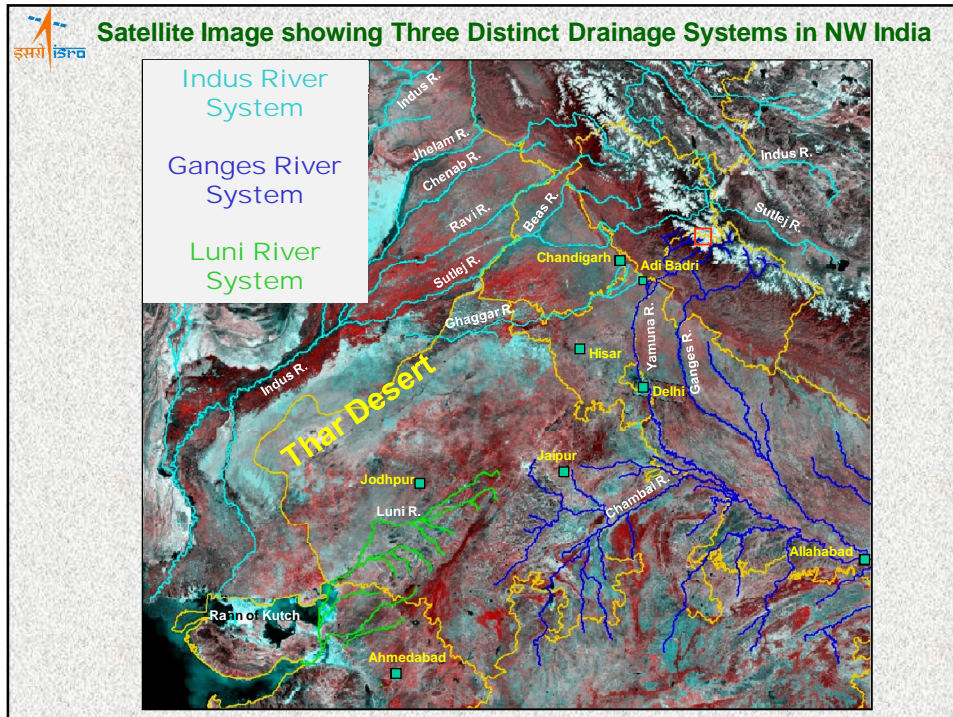 इसरो isro
Satellite Image showing Three Distinct Drainage Systems in NW India
Indus River
System
Ganges River
System
Luni River
System
Indus R.
Jhelam R.
Chenab R.
Indus R.
Ravi R.
Beas R.
Sutlej R.
Sutlej R.
Chandigarh
Adi Badri
Ghaggar R.
Yamuna R.
Ganges R.
Hisar
Indus R.
Delhi
Thar Desert
Jaipur
Jodhpur
Chambal R.
Luni R.
Allahabad
Rann of Kutch
Ahmedabad